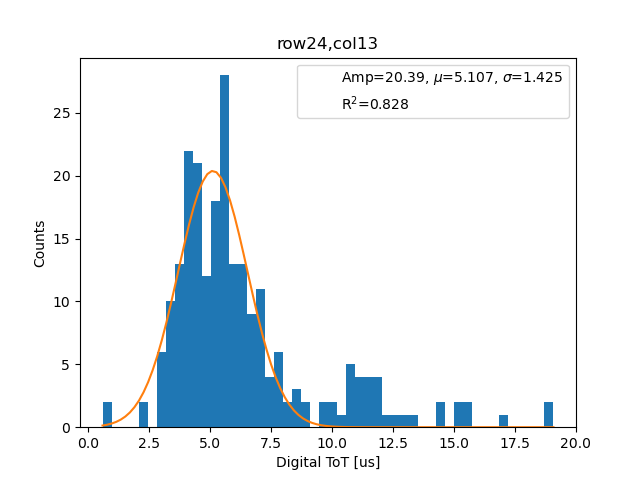 row24,col13
Amp=20.39, μ=5.107, σ=1.425
R²=0.828
25
20
15
10
5
0
Counts
0.0 2.5 5.0 7.5 10.0 12.5 15.0 17.5 20.0
Digital ToT [us]